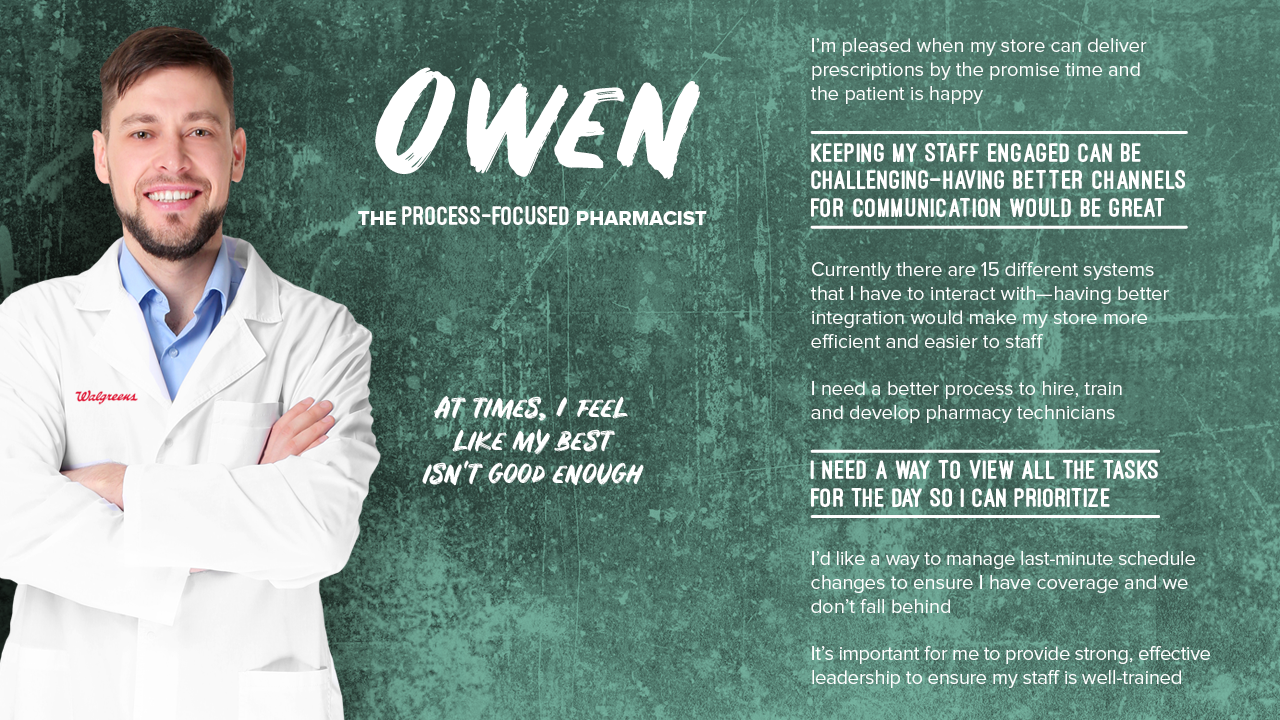 OWEN
THE PROCESS-FOCUSED PHARMACIST
Walgreens
AT TIMES, I FEEL
LIKE MY BEST
ISN'T GOOD ENOUGH
I’m pleased when my store can deliver
prescriptions by the promise time and
the patient is happy
KEEPING MY STAFF ENGAGED CAN BE
CHALLENGING–HAVING BETTER CHANNELS
FOR COMMUNICATION WOULD BE GREAT
Currently there are 15 different systems
that I have to interact with—having better
integration would make my store more
efficient and easier to staff
I need a better process to hire, train
and develop pharmacy technicians
I NEED A WAY TO VIEW ALL THE TASKS
FOR THE DAY SO I CAN PRIORITIZE
I’d like a way to manage last-minute schedule
changes to ensure I have coverage and we
don’t fall behind
It’s important for me to provide strong, effective
leadership to ensure my staff is well-trained